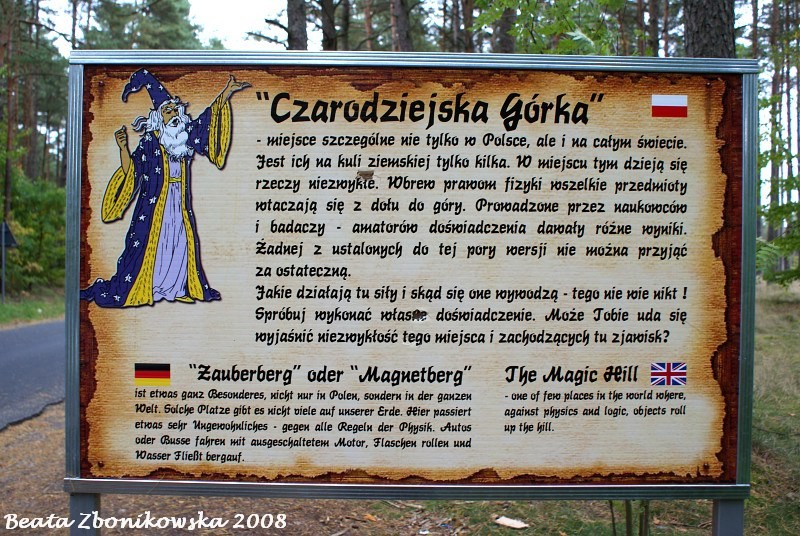 "Czarodziejska Górka"
- miejsce szczególne nie tylko w Polsce, ale i na całym świecie.
Jest ich na kuli ziemskiej tylko kilka. W miejscu tym dzieją się
rzeczy niezwykłe. Wbrew prawom fizyki wszelkie przedmioty
wtaczają się z dołu do góry. Prowadzone przez naukowców
i badaczy - amatorów doświadczenia dawały różne wyniki.
Żadnej z ustalonych do tej pory wersji nie można przyjąć
za ostateczną.
Jakie działają tu siły i skąd się one wywodzą - tego nie wie nikt !
Spróbuj wykonać własne doświadczenie. Może Tobie uda się
wyjaśnić niezwykłość tego miejsca i zachodzących tu zjawisk?
"Zauberberg" oder "Magnetberg"
ist etwas ganz Besonderes, nicht nur in Polen, sondern in der ganzen
Welt. Solche Platze gibt es nicht viele auf unserer Erde. Hier passiert
etwas sehr Ungewohnliches - gegen alle Regeln der Physik. Autos
oder Busse fahren mit ausgeschaltetem Motor, Flaschen rollen und
Wasser Fließt bergauf.
The Magic Hill
- one of few places in the world where,
against physics and logic, objects roll
up the hill.
Beata Zbonikowska 2008